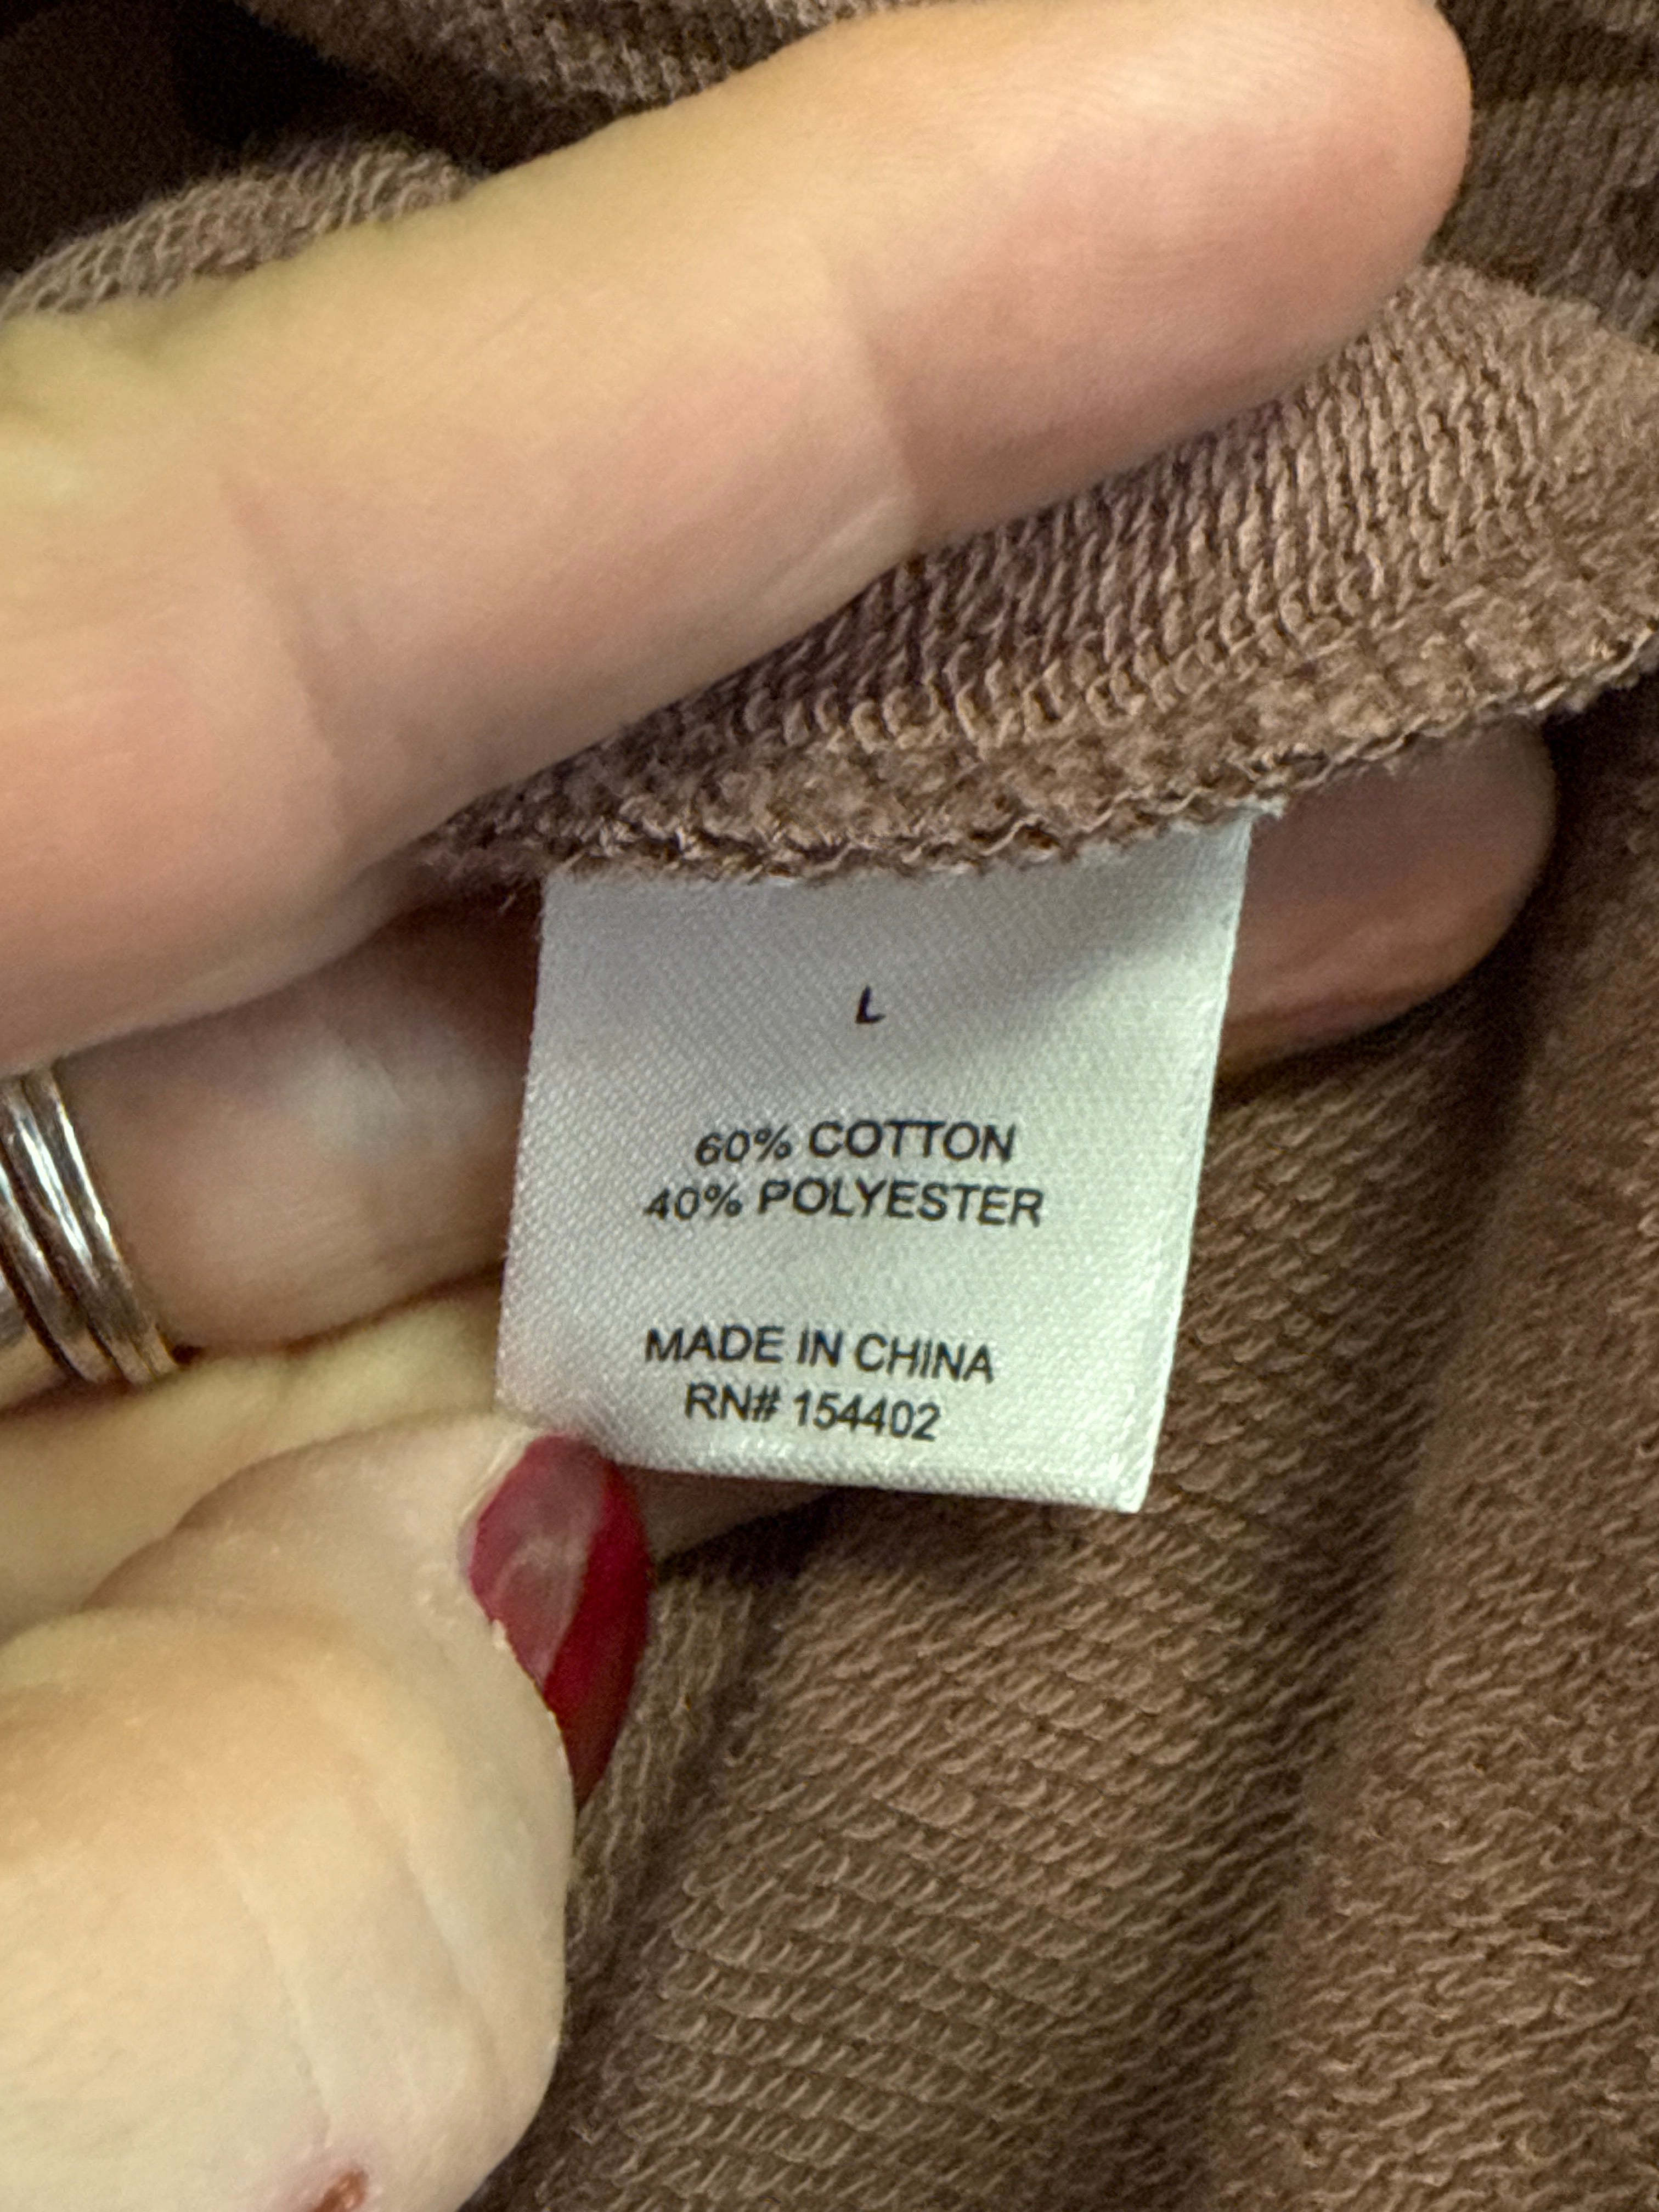 L
60% COTTON
40% POLYESTER
MADE IN CHINA
RN# 154402